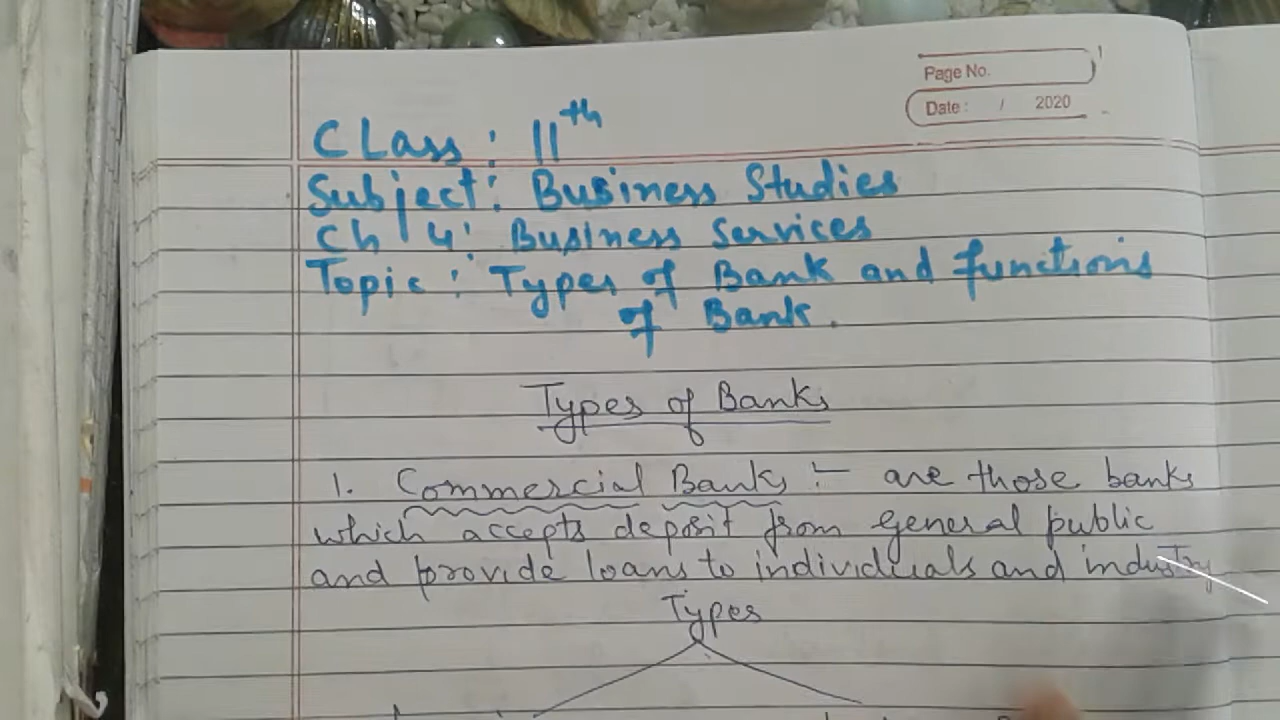 Page No.
Date: / 2020
Class: 11th
Subject: Business Studies
Ch 4: Business Services
Topic: Types of Bank and functions
of Bank.
Types of Banks
1. Commercial Banks :- are those banks
which accepts deposit from general public
and provide loans to individuals and industry
Types